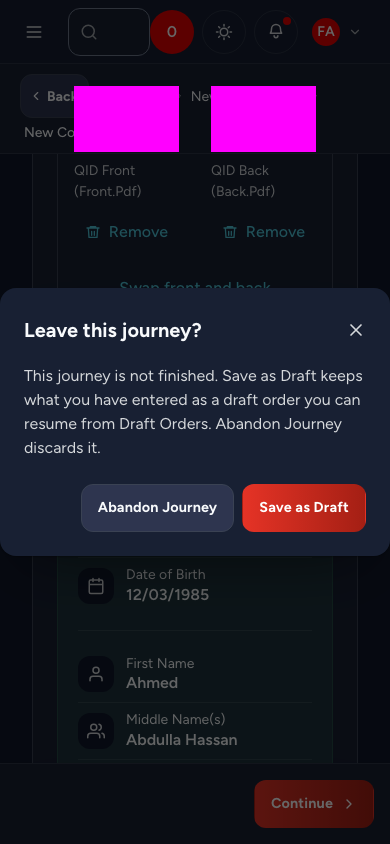 0
FA
Back
New Co
QID Front
(Front.Pdf)
QID Back
(Back.Pdf)
Remove
Remove
Swap front and back
Leave this journey?
This journey is not finished. Save as Draft keeps
what you have entered as a draft order you can
resume from Draft Orders. Abandon Journey
discards it.
Abandon Journey
Save as Draft
Date of Birth
12/03/1985
First Name
Ahmed
Middle Name(s)
Abdulla Hassan
Continue